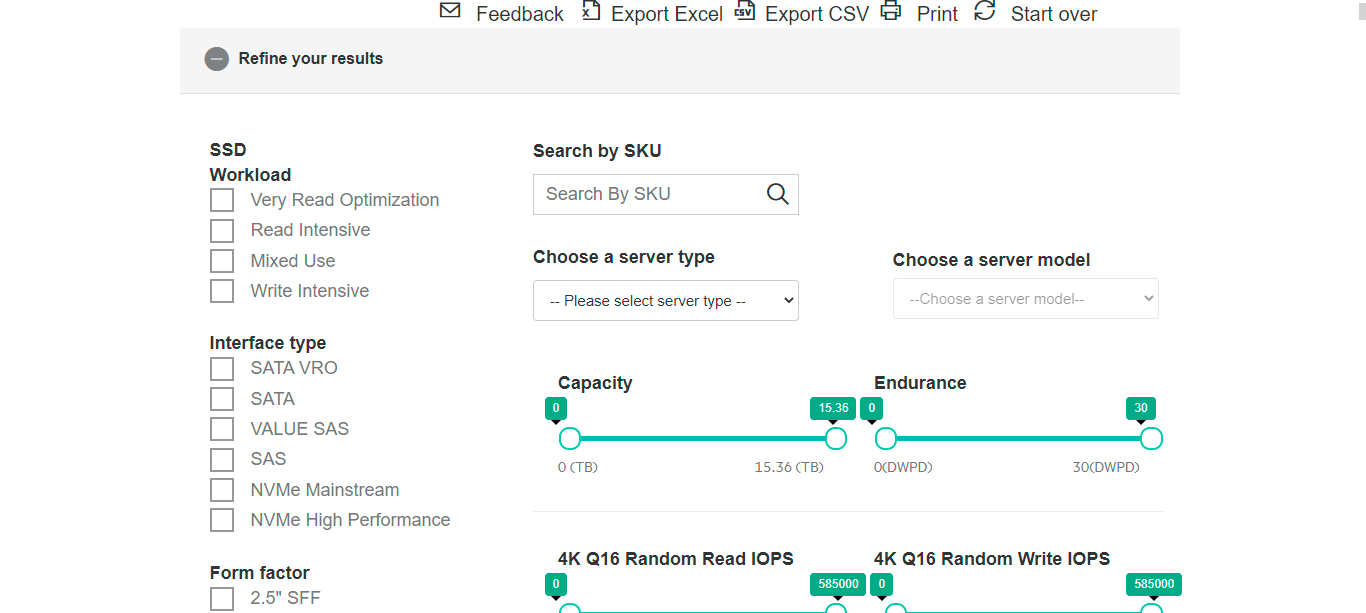 Feedback Export Excel Export CSV Print Start over
Refine your results
SSD
Workload
Very Read Optimization
Read Intensive
Mixed Use
Write Intensive
Interface type
SATA VRO
SATA
VALUE SAS
SAS
NVMe Mainstream
NVMe High Performance
Form factor
2.5" SFF
Search by SKU
Search By SKU
Choose a server type
-- Please select server type --
Choose a server model
--Choose a server model--
Capacity
0 15.36
0 (TB) 15.36 (TB)
Endurance
0 30
0(DWPD) 30(DWPD)
4K Q16 Random Read IOPS
0 585000
4K Q16 Random Write IOPS
0 585000